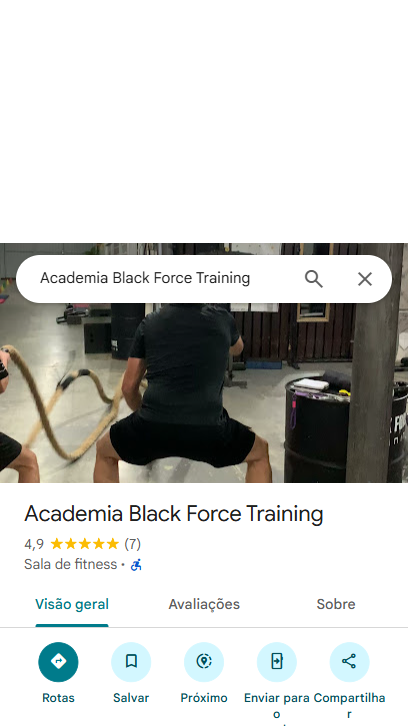 Academia Black Force Training
Academia Black Force Training
4,9 (7)
Sala de fitness ·
Visão geral
Avaliações
Sobre
Rotas
Salvar
Próximo
Enviar para o
Compartilhar